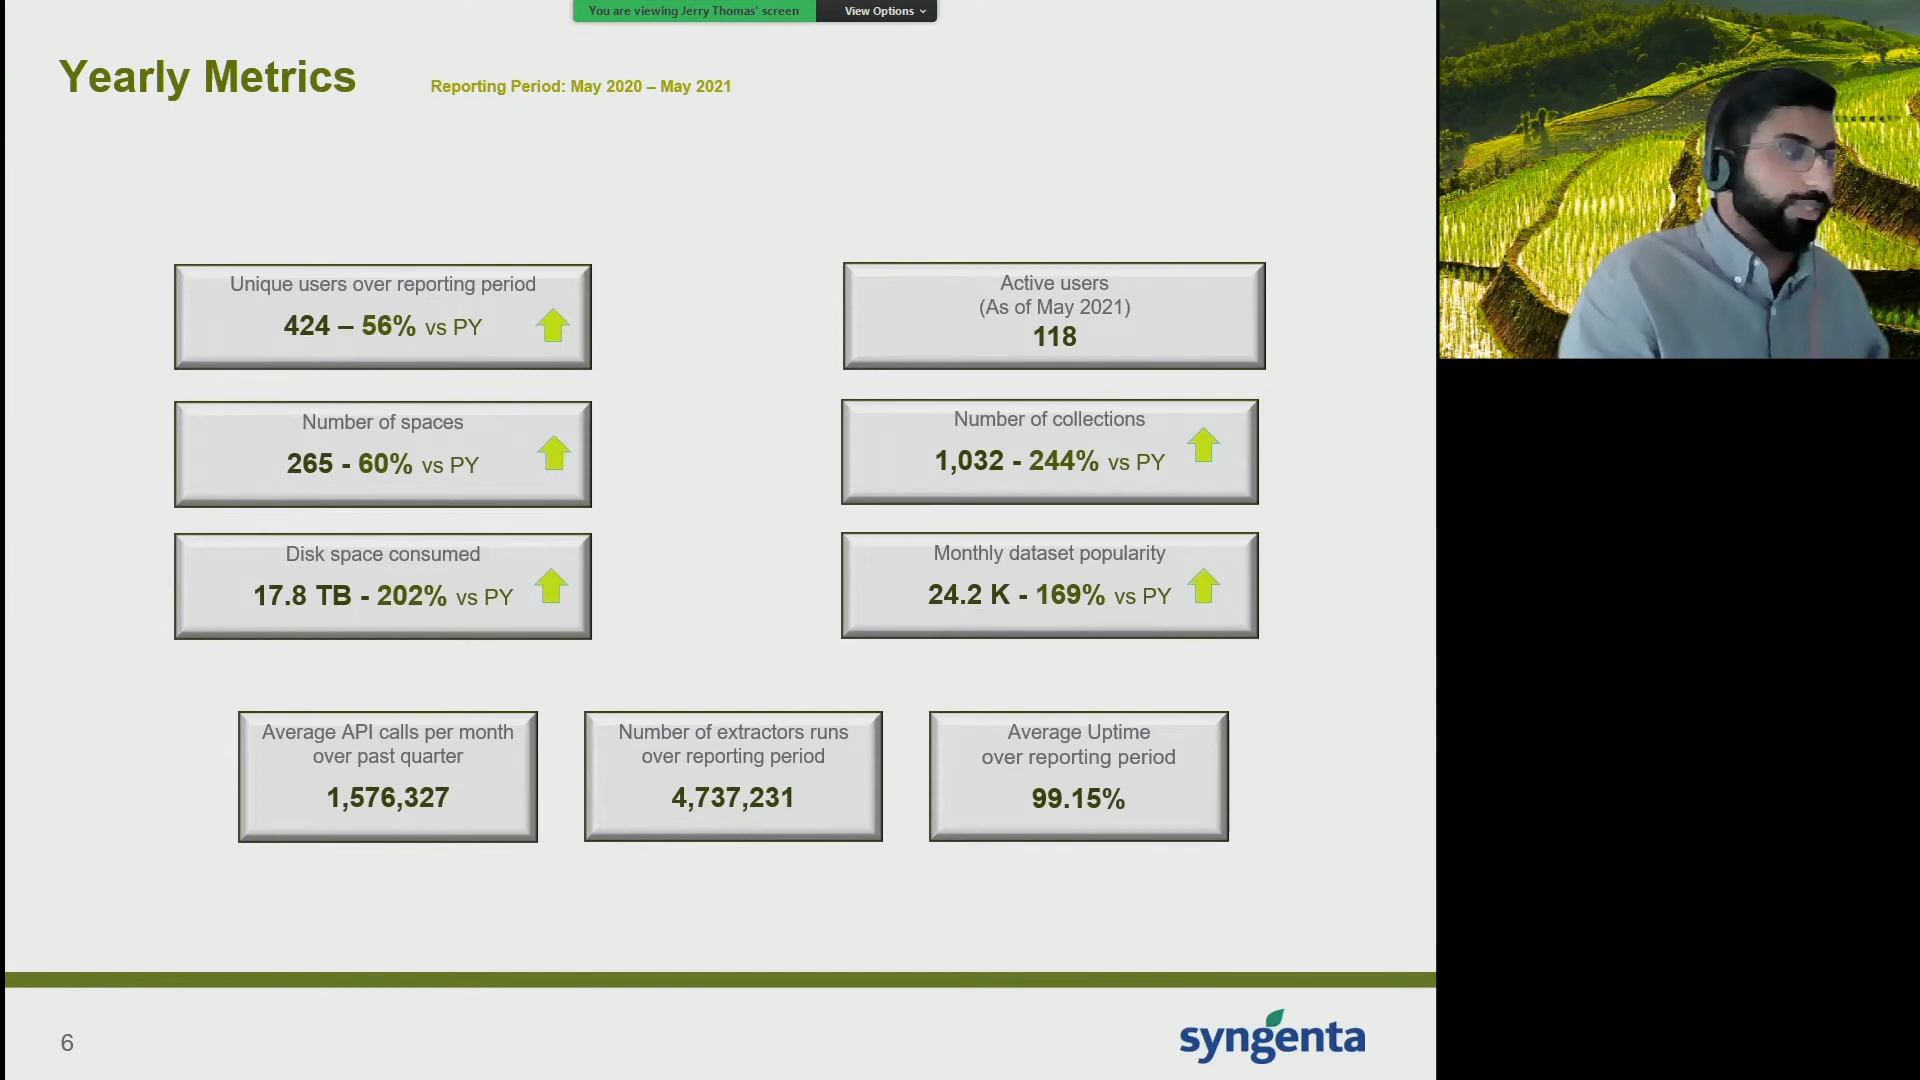 You are viewing Jerry Thomas' screen
View Options
Yearly Metrics
Reporting Period: May 2020 – May 2021
Unique users over reporting period
424 – 56% vs PY
Active users
(As of May 2021)
118
Number of spaces
265 - 60% vs PY
Number of collections
1,032 - 244% vs PY
Disk space consumed
17.8 TB - 202% vs PY
Monthly dataset popularity
24.2 K - 169% vs PY
Average API calls per month
over past quarter
1,576,327
Number of extractors runs
over reporting period
4,737,231
Average Uptime
over reporting period
99.15%
6
syngenta